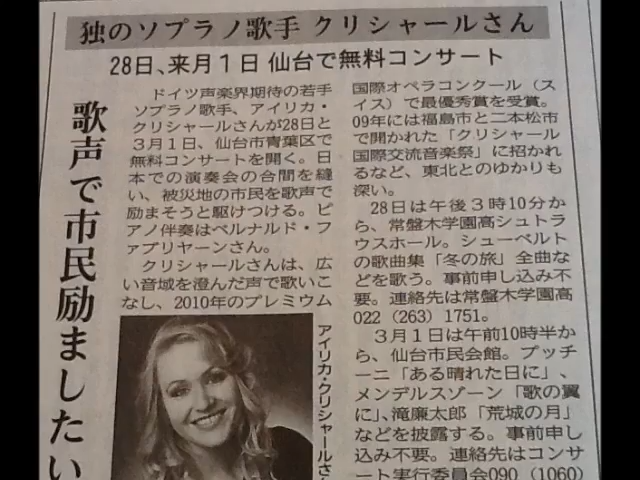 独のソプラノ歌手 クリシャールさん
28日、来月1日 仙台で無料コンサート
歌声で市民励ましたい
ドイツ声楽界期待の若手
ソプラノ歌手、アイリカ・
クリシャールさんが28日と
3月1日、仙台市青葉区で
無料コンサートを開く。日
本での演奏会の合間を縫
い、被災地の市民を歌声で
励まそうと駆けつける。ピ
アノ伴奏はベルナルド・フ
ァブリヤーンさん。
クリシャールさんは、広
い音域を澄んだ声で歌いこ
なし、2010年のプレミウム
国際オペラコンクール(ス
イス)で最優秀賞を受賞。
09年には福島市と二本松市
で開かれた「クリシャール
国際交流音楽祭」に招かれ
るなど、東北とのゆかりも
深い。
28日は午後3時10分か
ら、常盤木学園高シュトラ
ウスホール。シューベルト
の歌曲集「冬の旅」全曲な
どを歌う。事前申し込み不
要。連絡先は常盤木学園高
022(263)1751。
3月1日は午前10時半か
ら、仙台市民会館。プッチ
ーニ「ある晴れた日に」、
メンデルスゾーン「歌の翼
に」、滝廉太郎「荒城の月」
などを披露する。事前申し
込み不要。連絡先はコンサ
ート実行委員会090(1060)
アイリカ・クリシャールさ